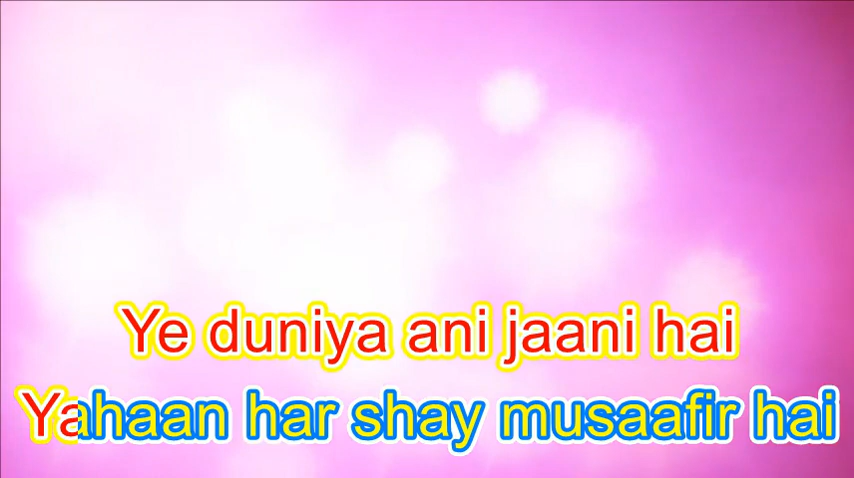 Ye duniya ani jaani hai
Yahaan har shay musaafir hai